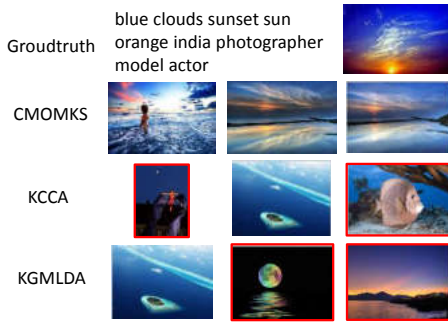 Groudtruth
blue clouds sunset sun
orange india photographer
model actor
CMOMKS
KCCA
KGMLDA